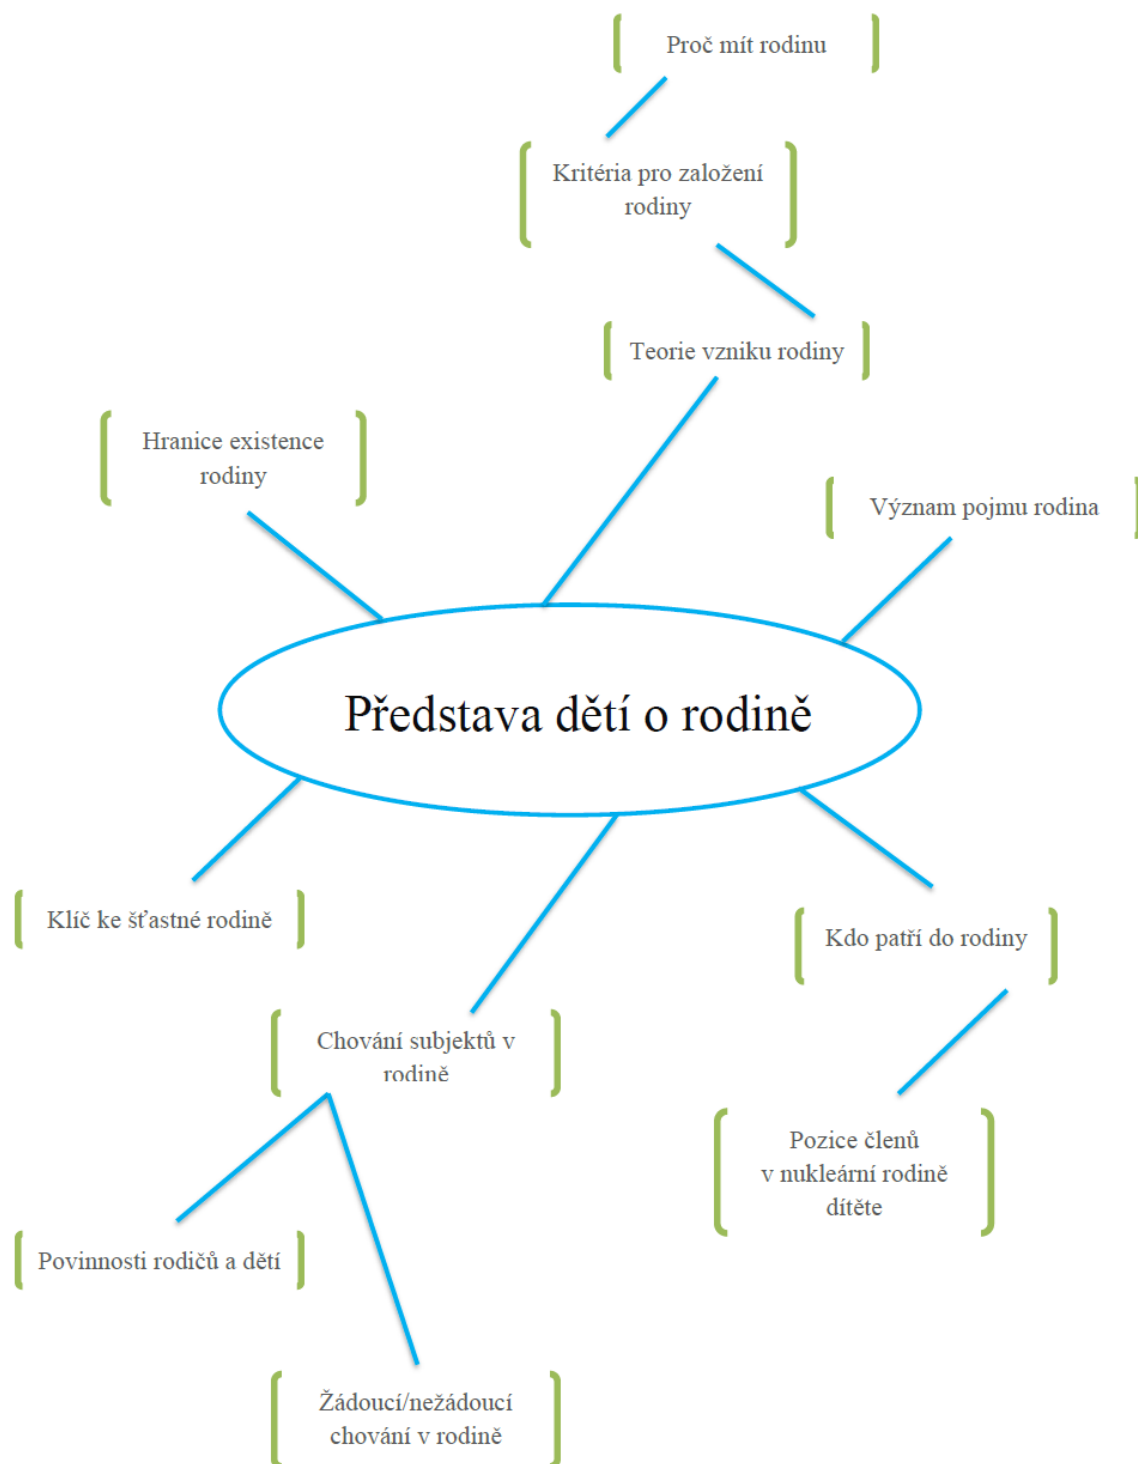 Proč mít rodinu
Kritéria pro založení
rodiny
Teorie vzniku rodiny
Hranice existence
rodiny
Význam pojmu rodina
Představa dětí o rodině
Klíč ke šťastné rodině
Kdo patří do rodiny
Chování subjektů v
rodině
Pozice členů
v nukleární rodině
dítěte
Povinnosti rodičů a dětí
Žádoucí/nežádoucí
chování v rodině